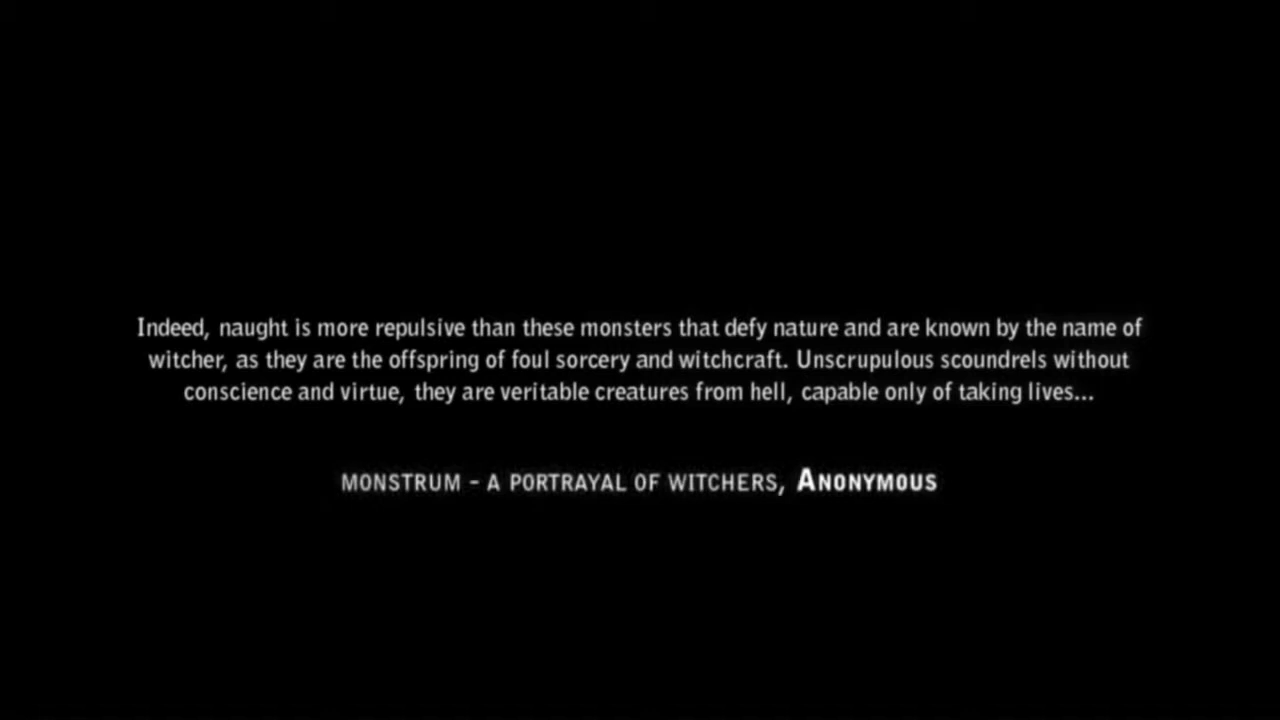 Indeed, naught is more repulsive than these monsters that defy nature and are known by the name of
witcher, as they are the offspring of foul sorcery and witchcraft. Unscrupulous scoundrels without
conscience and virtue, they are veritable creatures from hell, capable only of taking lives...
MONSTRUM - A PORTRAYAL OF WITCHERS, ANONYMOUS